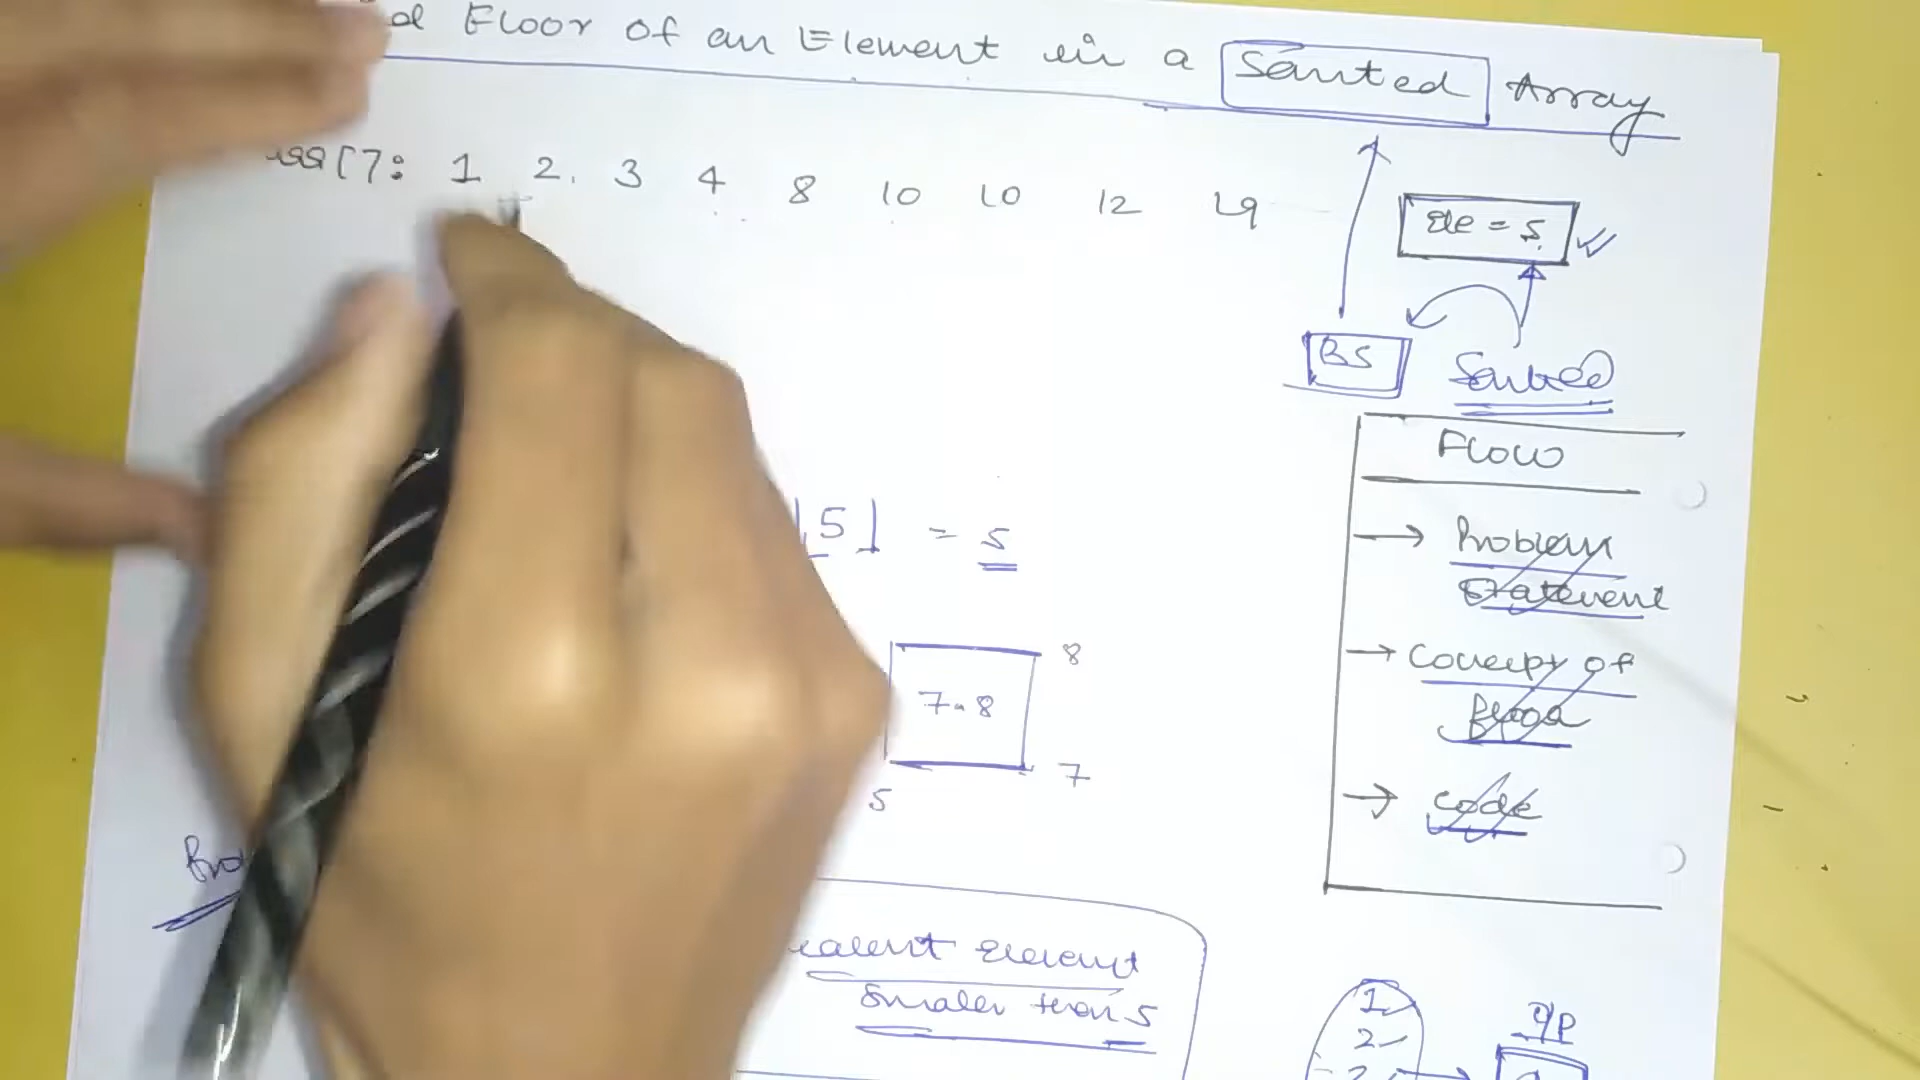 Floor of an Element in a Sorted Array
arr[]: 1 2 3 4 8 10 10 12 19
ele = 5
BS Sorted
Flow
→ Problem
Statement
→ Concept of
Floor
→ Code
⌊5⌋ = 5
8
7.8
7
5
Element
Smaller than 5
1
2
I/P